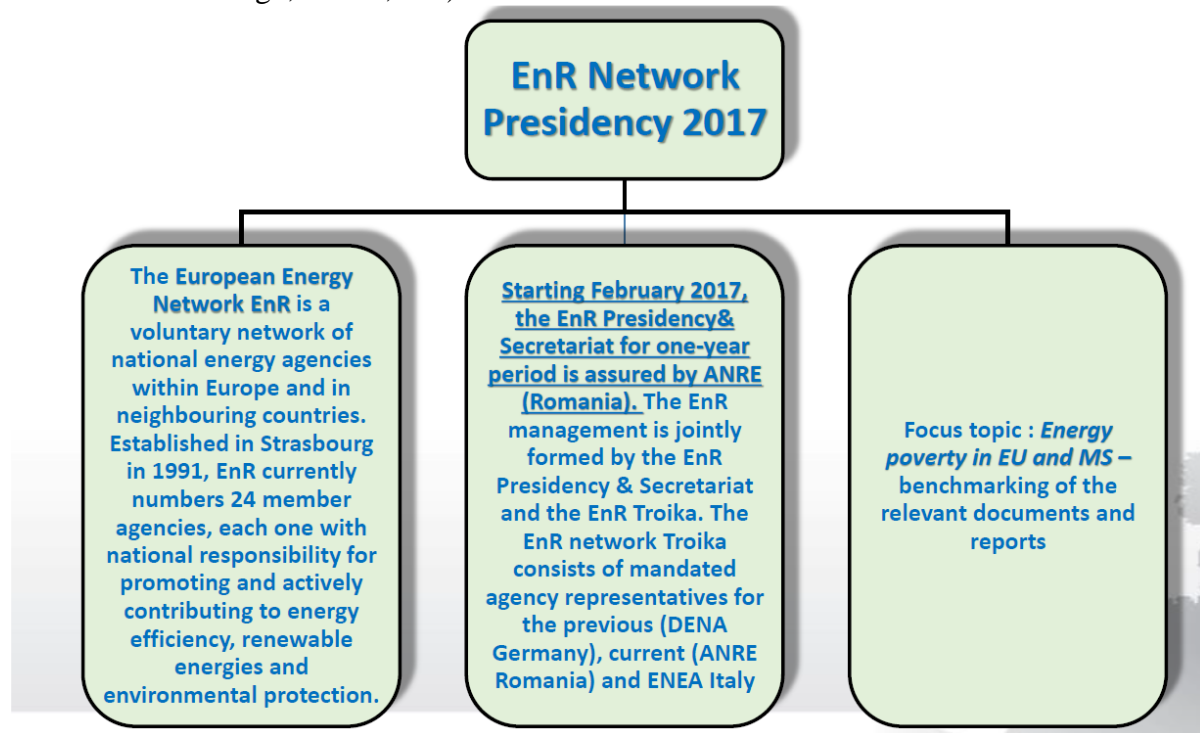 EnR Network
Presidency 2017
The European Energy
Network EnR is a
voluntary network of
national energy agencies
within Europe and in
neighbouring countries.
Established in Strasbourg
in 1991, EnR currently
numbers 24 member
agencies, each one with
national responsibility for
promoting and actively
contributing to energy
efficiency, renewable
energies and
environmental protection.
Starting February 2017,
the EnR Presidency&
Secretariat for one-year
period is assured by ANRE
(Romania). The EnR
management is jointly
formed by the EnR
Presidency & Secretariat
and the EnR Troika. The
EnR network Troika
consists of mandated
agency representatives for
the previous (DENA
Germany), current (ANRE
Romania) and ENEA Italy
Focus topic : Energy
poverty in EU and MS –
benchmarking of the
relevant documents and
reports